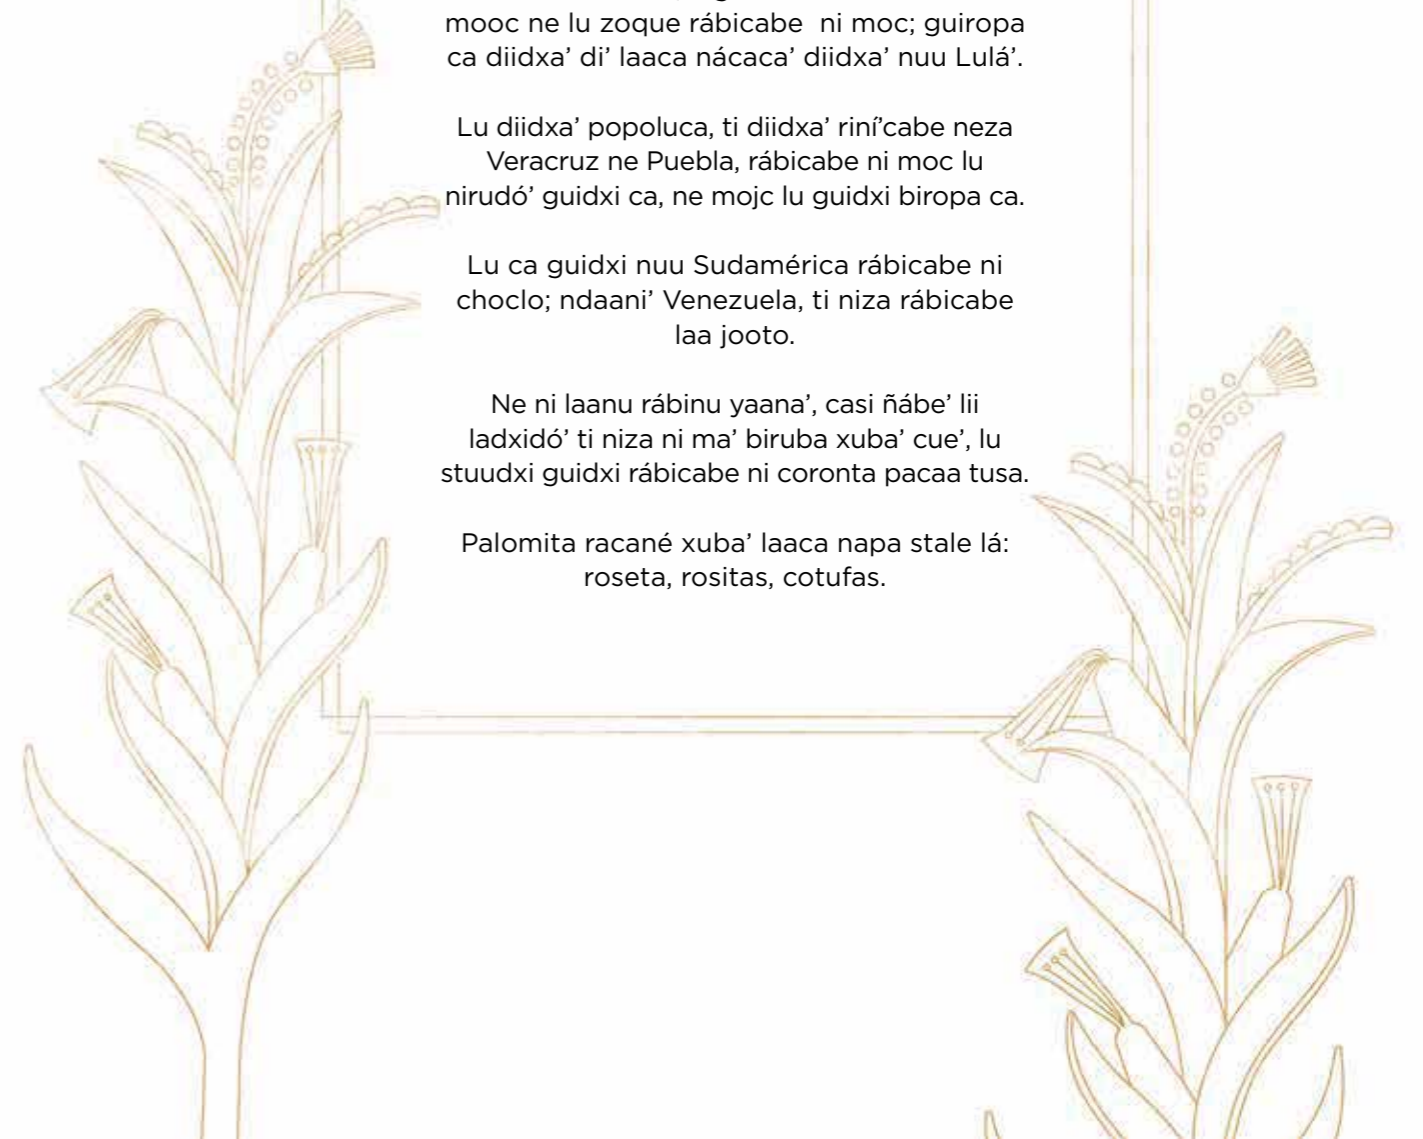 mooc ne lu zoque rábicabe ni moc; guiropa
ca diidxa’ di’ laaca nácaca’ diidxa’ nuu Lulá’.
Lu diidxa’ popoluca, ti diidxa’ riní’cabe neza
Veracruz ne Puebla, rábicabe ni moc lu
nirudó’ guidxi ca, ne mojc lu guidxi biropa ca.
Lu ca guidxi nuu Sudamérica rábicabe ni
choclo; ndaani’ Venezuela, ti niza rábicabe
laa jooto.
Ne ni laanu rábinu yaana’, casi ñábe’ lii
ladxidó’ ti niza ni ma’ biruba xuba’ cue’, lu
stuudxi guidxi rábicabe ni coronta pacaa tusa.
Palomita racané xuba’ laaca napa stale lá:
roseta, rositas, cotufas.